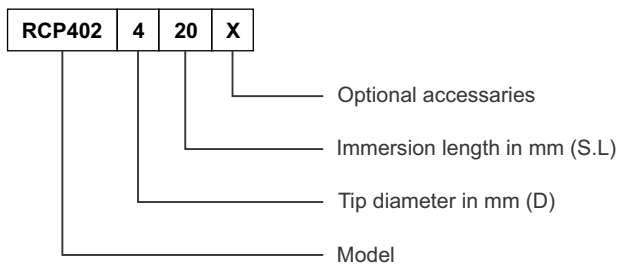 RCP402 4 20 X
Optional accessaries
Immersion length in mm (S.L)
Tip diameter in mm (D)
Model